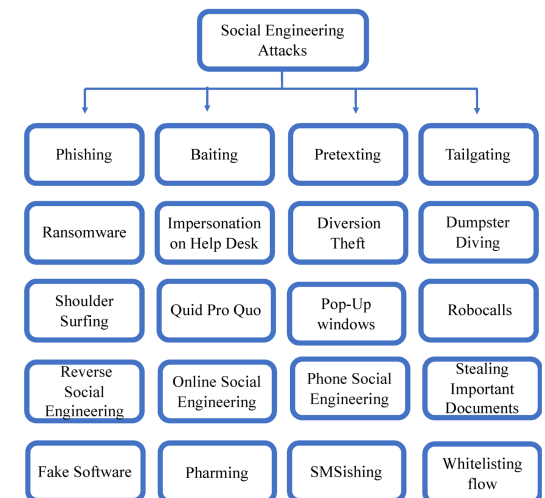 Social Engineering
Attacks
Phishing
Baiting
Pretexting
Tailgating
Ransomware
Impersonation
on Help Desk
Diversion
Theft
Dumpster
Diving
Shoulder
Surfing
Quid Pro Quo
Pop-Up
windows
Robocalls
Reverse
Social
Engineering
Online Social
Engineering
Phone Social
Engineering
Stealing
Important
Documents
Fake Software
Pharming
SMSishing
Whitelisting
flow